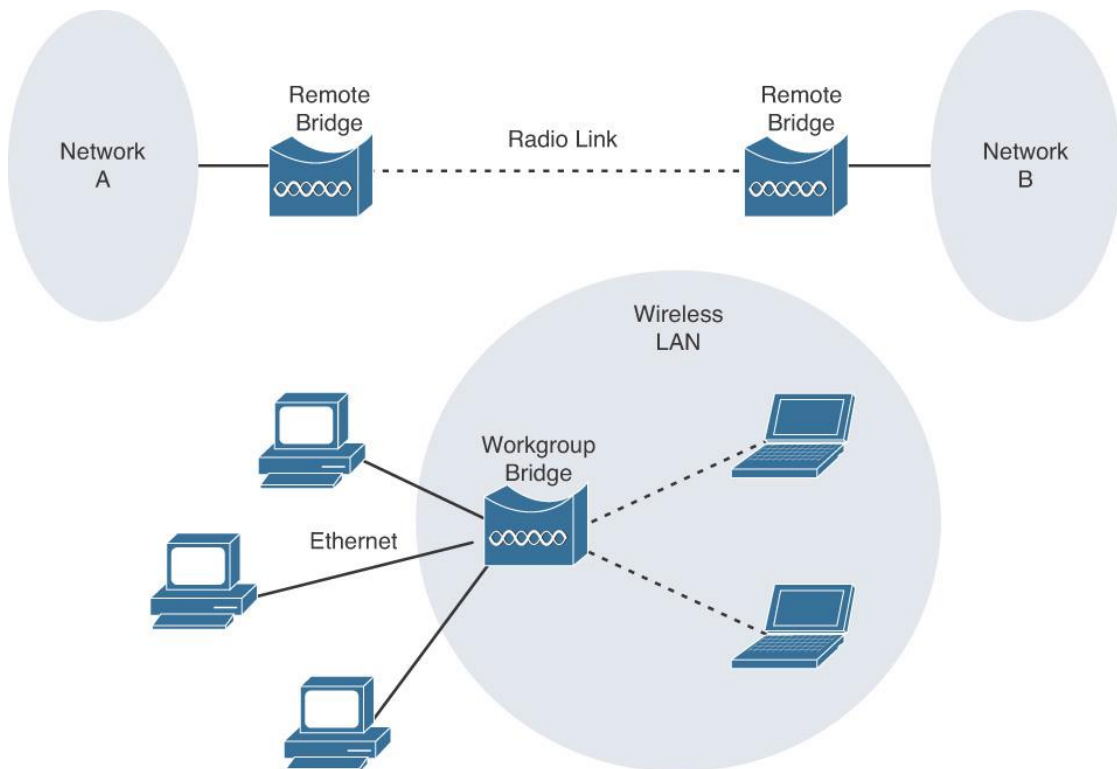 Remote
Bridge
Remote
Bridge
Radio Link
Network
A
Network
B
Wireless
LAN
Workgroup
Bridge
Ethernet